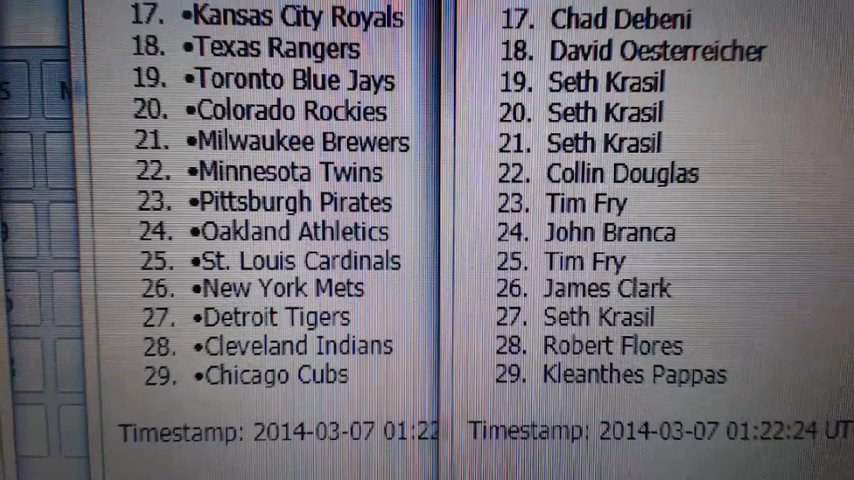 17. •Kansas City Royals
18. •Texas Rangers
19. •Toronto Blue Jays
20. •Colorado Rockies
21. •Milwaukee Brewers
22. •Minnesota Twins
23. •Pittsburgh Pirates
24. •Oakland Athletics
25. •St. Louis Cardinals
26. •New York Mets
27. •Detroit Tigers
28. •Cleveland Indians
29. •Chicago Cubs
Timestamp: 2014-03-07 01:22
17. Chad Debeni
18. David Oesterreicher
19. Seth Krasil
20. Seth Krasil
21. Seth Krasil
22. Collin Douglas
23. Tim Fry
24. John Branca
25. Tim Fry
26. James Clark
27. Seth Krasil
28. Robert Flores
29. Kleanthes Pappas
Timestamp: 2014-03-07 01:22:24 UT